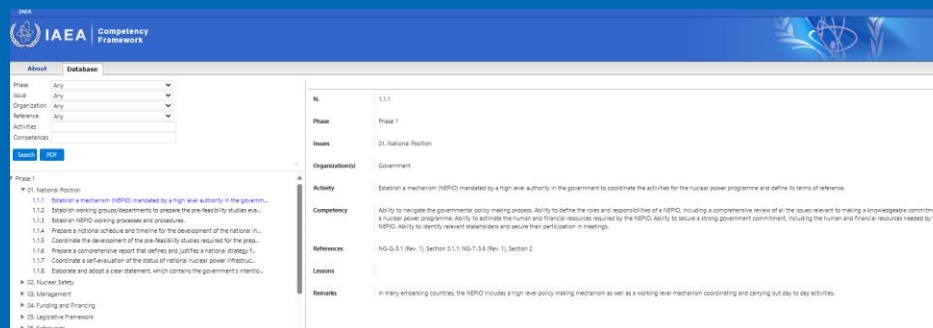 IAEA
IAEA Competency Framework
About Database
Phase Any
Issue Any
Organization Any
Reference Any
Activities
Competences
Search PDF
Phase 1
01. National Position
1.1.1 Establish a mechanism (NEPIO) mandated by a high level authority in the governm...
1.1.2 Establish working groups/departments to prepare the pre-feasibility studies eva...
1.1.3 Establish NEPIO working processes and procedures.
1.1.4 Prepare a national schedule and timeline for the development of the national in...
1.1.5 Coordinate the development of the pre-feasibility studies required for the prep...
1.1.6 Prepare a comprehensive report that defines and justifies a national strategy f...
1.1.7 Coordinate a self-evaluation of the status of national nuclear power infrastruc...
1.1.8 Elaborate and adopt a clear statement, which contains the government's intentio...
02. Nuclear Safety
03. Management
04. Funding and Financing
05. Legislative Framework
06. Safeguards
N. 1.1.1
Phase Phase 1
Issues 01. National Position
Organization(s) Government
Activity Establish a mechanism (NEPIO) mandated by a high level authority in the government to coordinate the activities for the nuclear power programme and define its terms of reference.
Competency Ability to navigate the governmental policy making process. Ability to define the roles and responsibilities of a NEPIO, including a comprehensive review of all the issues relevant to making a knowledgeable commitm
a nuclear power programme. Ability to estimate the human and financial resources required by the NEPIO. Ability to secure a strong government commitment, including the human and financial resources needed by
NEPIO. Ability to identify relevant stakeholders and secure their participation in meetings.
References NG-G-3.1 (Rev. 1), Section 3.1.1; NG-T-3.6 (Rev. 1), Section 2
Lessons
Remarks In many embarking countries, the NEPIO includes a high level policy making mechanism as well as a working level mechanism coordinating and carrying out day to day activities.